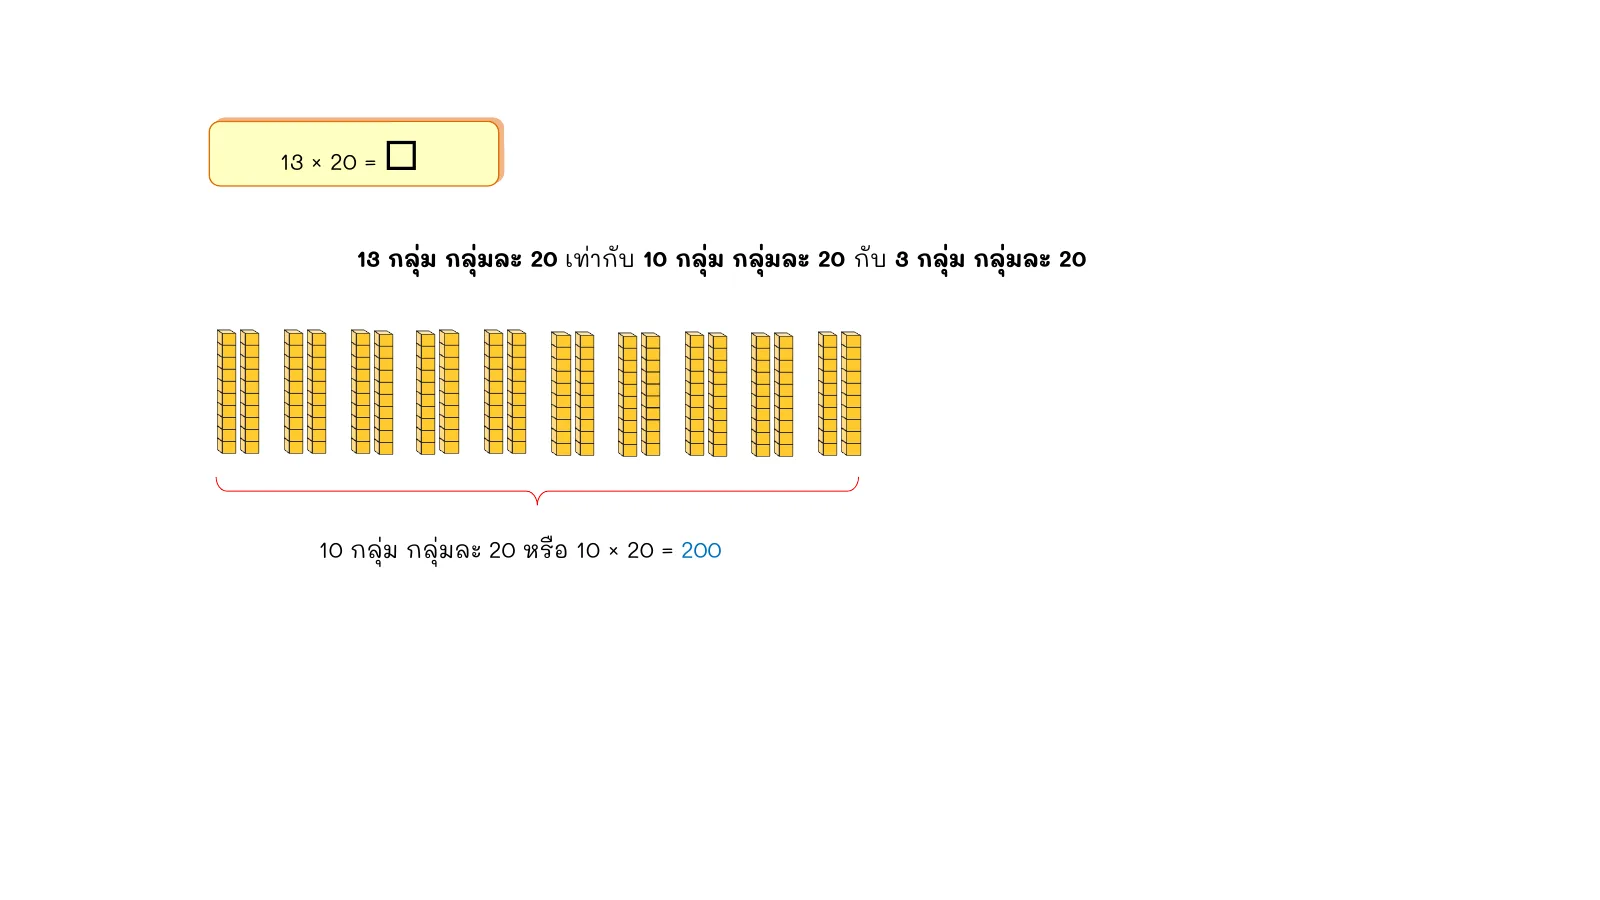 13 × 20 = □
13 กลุ่ม กลุ่มละ 20 เท่ากับ 10 กลุ่ม กลุ่มละ 20 กับ 3 กลุ่ม กลุ่มละ 20
10 กลุ่ม กลุ่มละ 20 หรือ 10 × 20 = 200